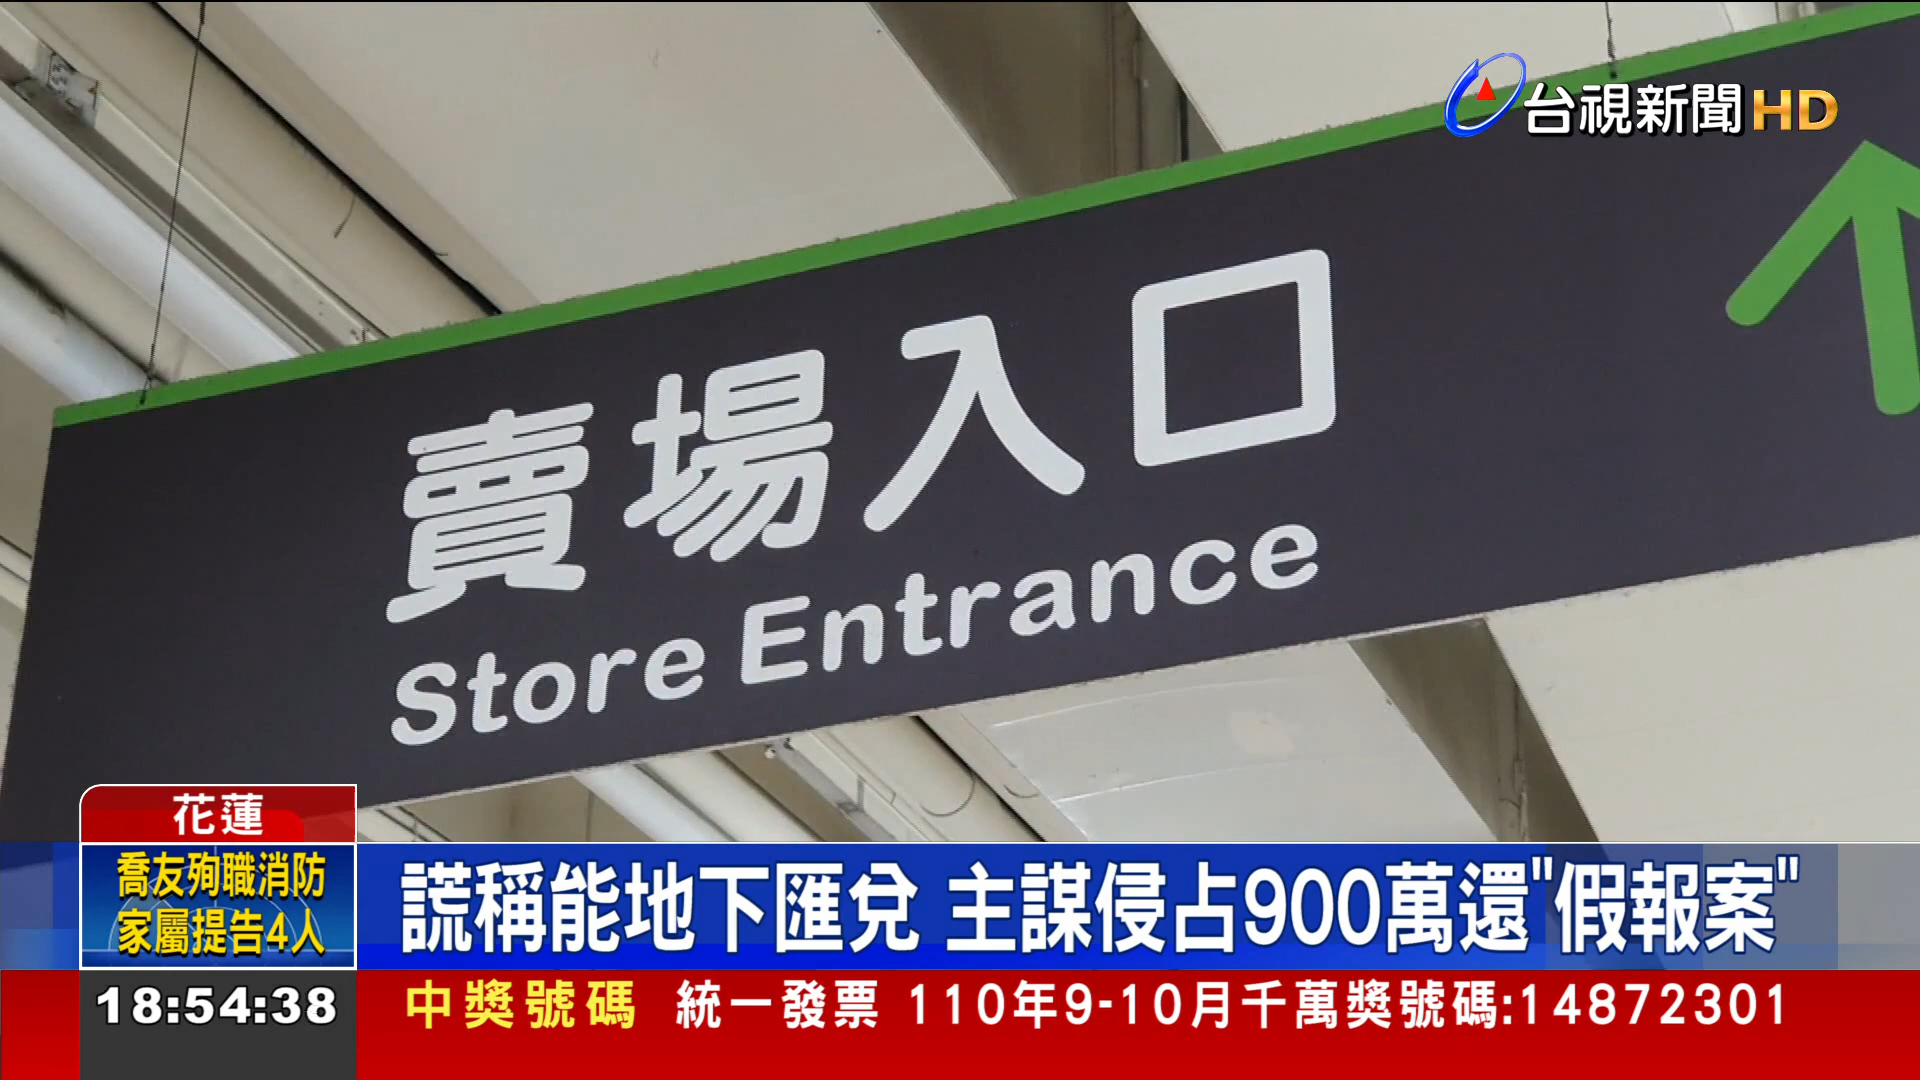 台視新聞HD
賣場入口
Store Entrance
花蓮
喬友殉職消防
家屬提告4人
謊稱能地下匯兌 主謀侵占900萬還"假報案"
18:54:38
中獎號碼 統一發票 110年9-10月千萬獎號碼:14872301